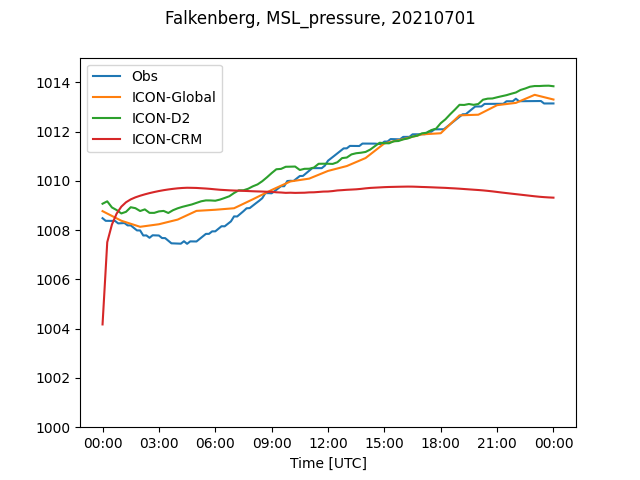 Falkenberg, MSL_pressure, 20210701
Obs
ICON-Global
ICON-D2
ICON-CRM
1014
1012
1010
1008
1006
1004
1002
1000
00:00 03:00 06:00 09:00 12:00 15:00 18:00 21:00 00:00
Time [UTC]